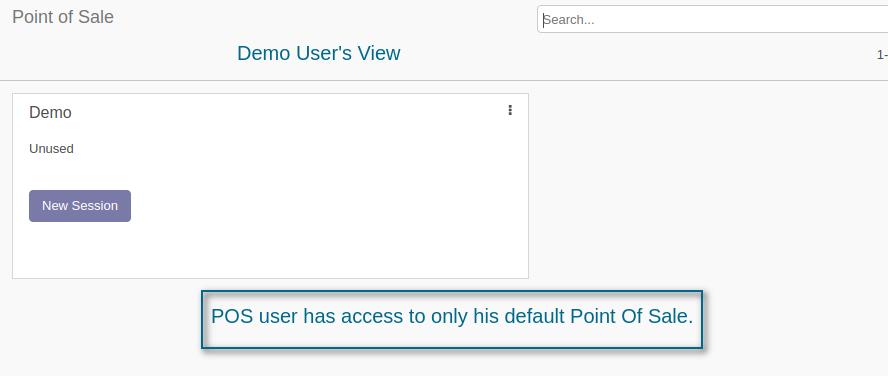 Point of Sale
Search...
Demo User's View
1-
Demo
Unused
New Session
POS user has access to only his default Point Of Sale.